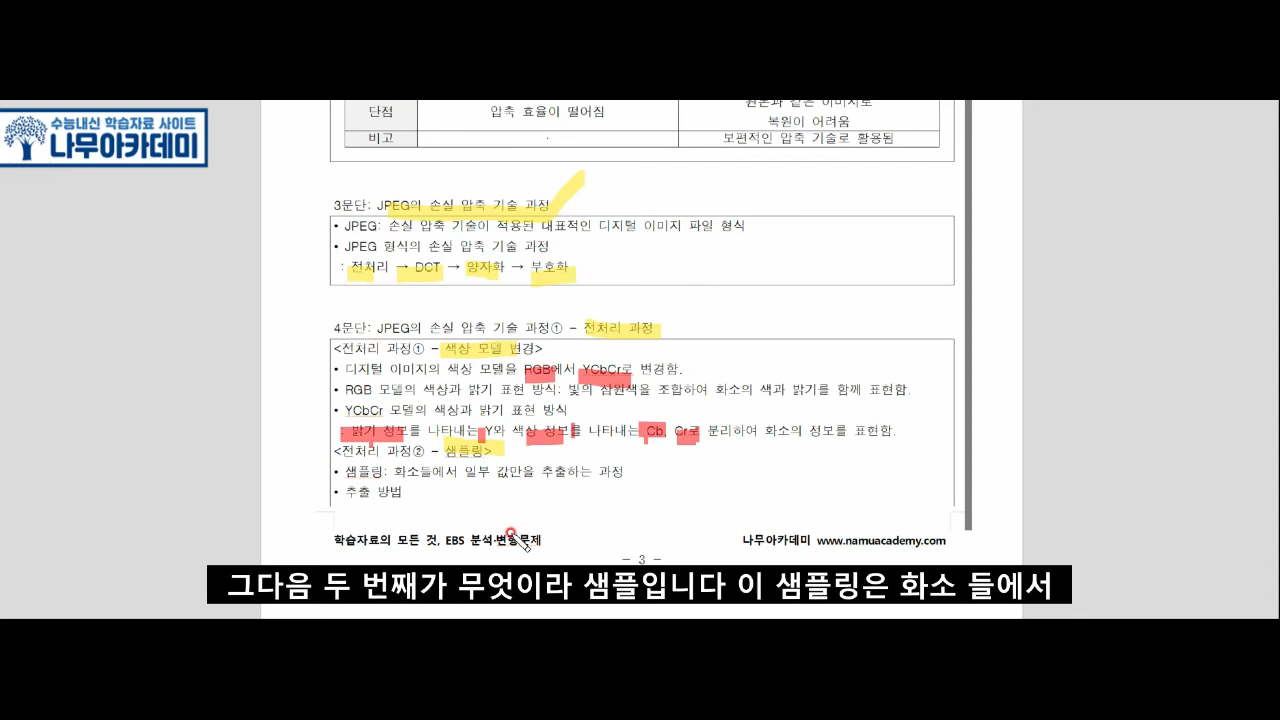 수능내신 학습자료 사이트
나무아카데미
단점 압축 효율이 떨어짐 원본과 같은 이미지로
복원이 어려움
비고 · 보편적인 압축 기술로 활용됨
3문단: JPEG의 손실 압축 기술 과정
• JPEG: 손실 압축 기술이 적용된 대표적인 디지털 이미지 파일 형식
• JPEG 형식의 손실 압축 기술 과정
: 전처리 → DCT → 양자화 → 부호화
4문단: JPEG의 손실 압축 기술 과정① - 전처리 과정
<전처리 과정① - 색상 모델 변경>
• 디지털 이미지의 색상 모델을 RGB에서 YCbCr로 변경함.
• RGB 모델의 색상과 밝기 표현 방식: 빛의 삼원색을 조합하여 화소의 색과 밝기를 함께 표현함.
• YCbCr 모델의 색상과 밝기 표현 방식
: 밝기 정보를 나타내는 Y와 색상 정보를 나타내는 Cb, Cr로 분리하여 화소의 정보를 표현함.
<전처리 과정② - 샘플링>
• 샘플링: 화소들에서 일부 값만을 추출하는 과정
• 추출 방법
학습자료의 모든 것, EBS 분석·변형문제 나무아카데미 www.namuacademy.com
- 3 -
그다음 두 번째가 무엇이라 샘플입니다 이 샘플링은 화소 들에서